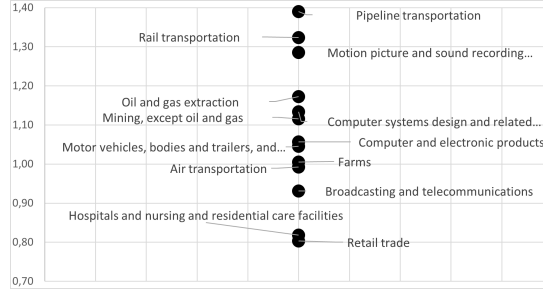 1,40
Pipeline transportation
Rail transportation
1,30
Motion picture and sound recording…
1,20
Oil and gas extraction
Mining, except oil and gas
1,10
Computer systems design and related…
Motor vehicles, bodies and trailers, and…
Computer and electronic products
1,00
Farms
Air transportation
Broadcasting and telecommunications
0,90
Hospitals and nursing and residential care facilities
0,80
Retail trade
0,70